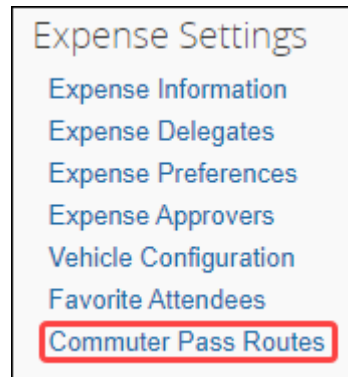 Expense Settings
Expense Information
Expense Delegates
Expense Preferences
Expense Approvers
Vehicle Configuration
Favorite Attendees
Commuter Pass Routes